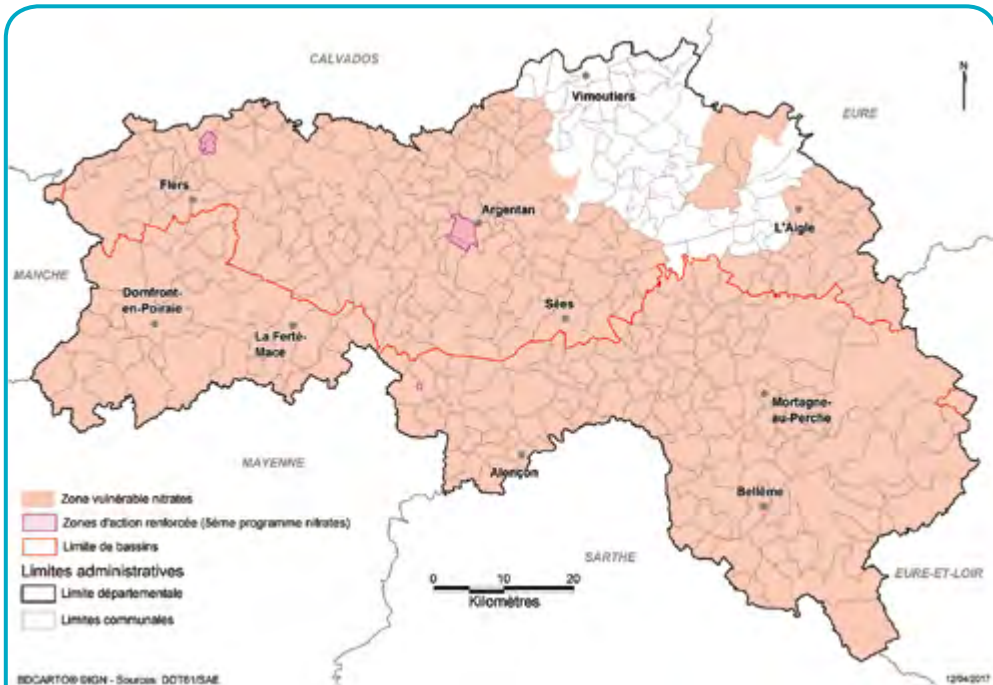 CALVADOS
N
Vimoutiers
EURE
Flers
Argentan
L'Aigle
MANCHE
Domfront-
en-Poiraie
Sées
La Ferté-
Macé
Mortagne-
au-Perche
MAYENNE
Alençon
Bellême
Zone vulnérable nitrates
Zones d'action renforcée (5ème programme nitrates)
SARTHE
Limite de bassins
EURE-ET-LOIR
Limites administratives
0 10 20
Limite départementale
Kilomètres
Limites communales
BDCARTO® ©IGN - Sources: DDT61/SAE
12/04/2017